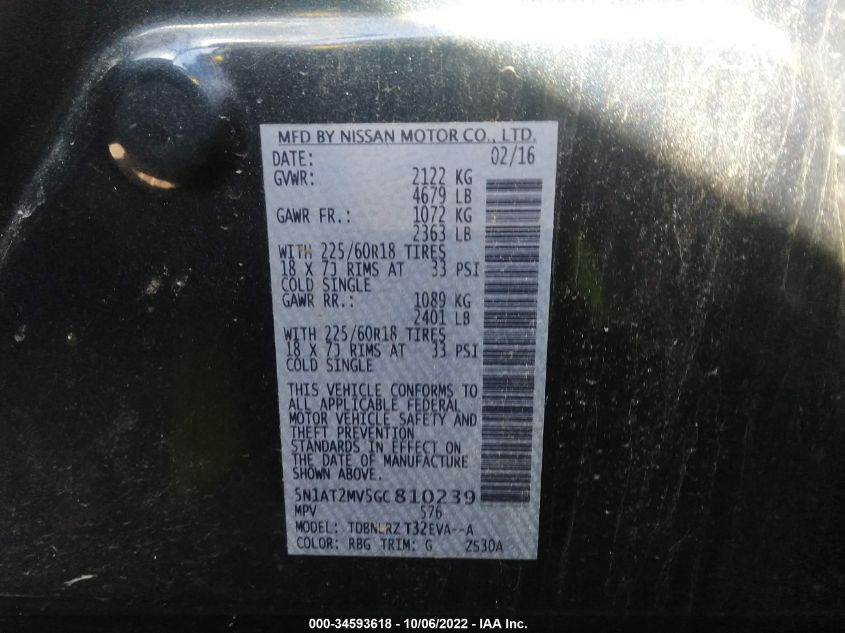 MFD BY NISSAN MOTOR CO., LTD.
DATE: 02/16
GVWR: 2122 KG
4679 LB
GAWR FR.: 1072 KG
2363 LB
WITH 225/60R18 TIRES
18 X 7J RIMS AT 33 PSI
COLD SINGLE
GAWR RR.: 1089 KG
2401 LB
WITH 225/60R18 TIRES
18 X 7J RIMS AT 33 PSI
COLD SINGLE
THIS VEHICLE CONFORMS TO
ALL APPLICABLE FEDERAL
MOTOR VEHICLE SAFETY AND
THEFT PREVENTION
STANDARDS IN EFFECT ON
THE DATE OF MANUFACTURE
SHOWN ABOVE.
5N1AT2MV5GC810239
MPV 576
MODEL: TDBNLRZ T32EVA--A
COLOR: RBG TRIM: G 2S30A
000-34593618 - 10/06/2022 - IAA Inc.